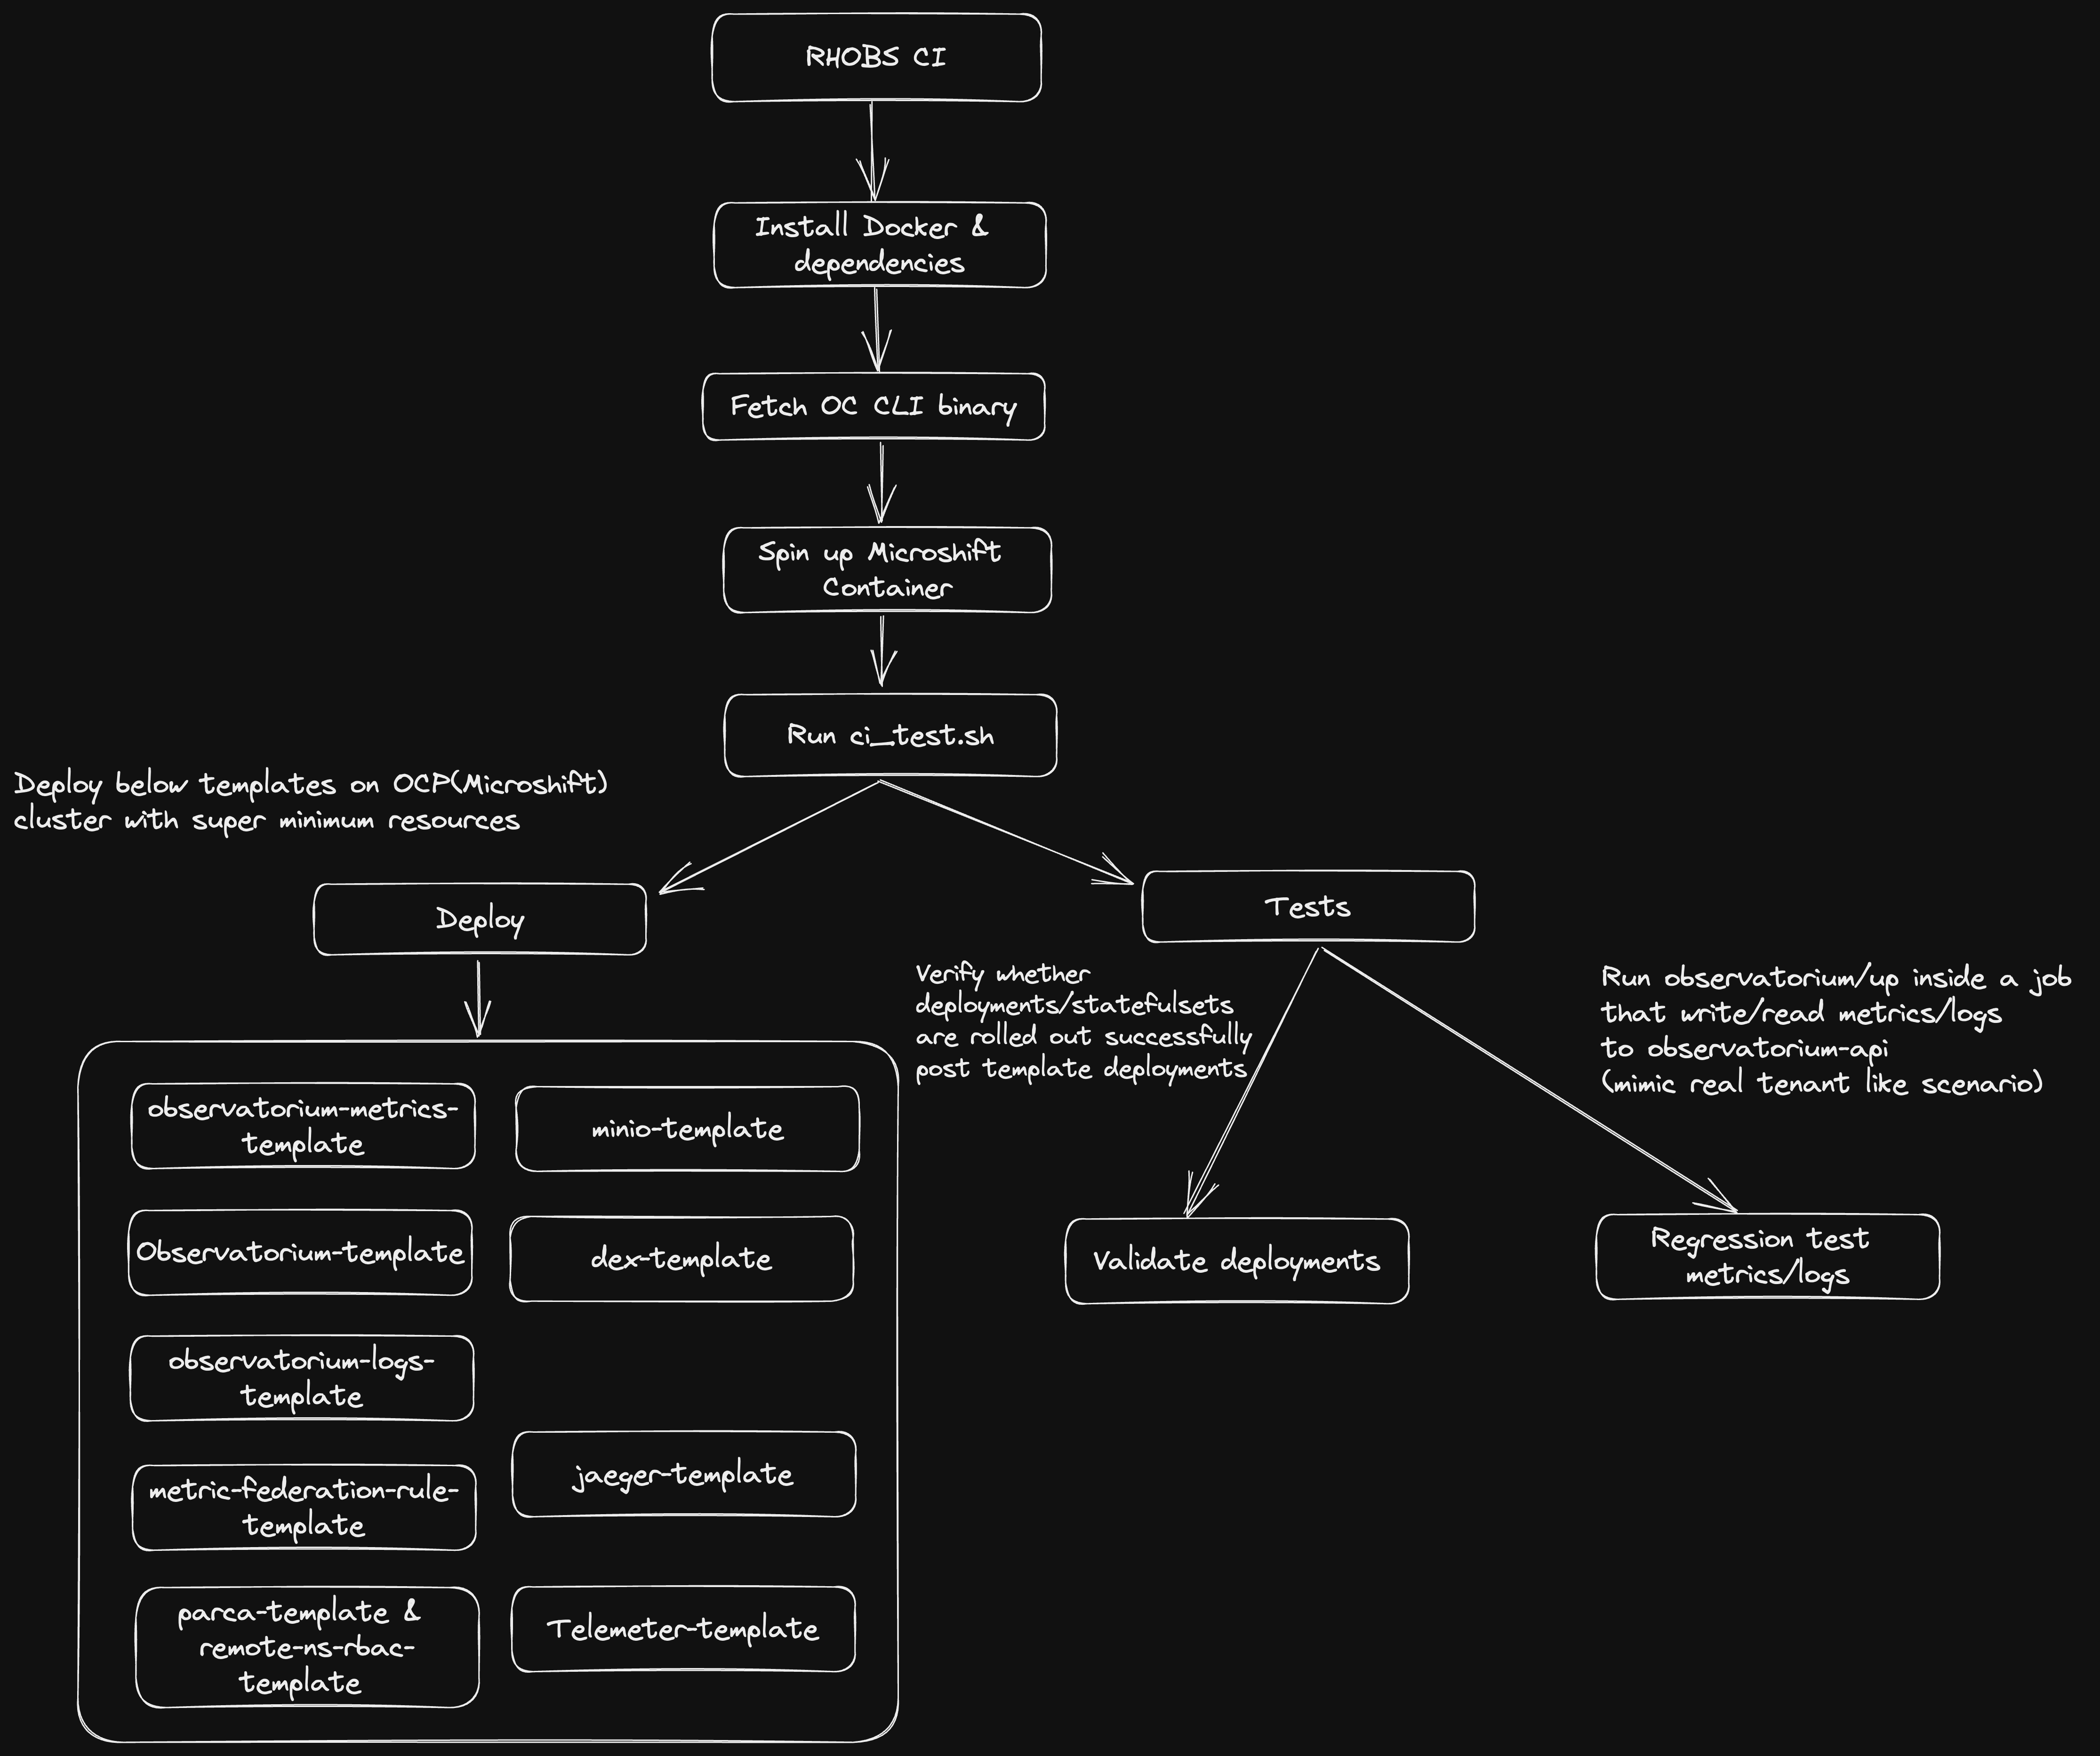 RHOBS CI
Install Docker &
dependencies
Fetch OC CLI binary
Spin up Microshift
Container
Run ci_test.sh
Deploy below templates on OCP(Microshift)
cluster with super minimum resources
Deploy
Tests
Verify whether
deployments/statefulsets
are rolled out successfully
post template deployments
Run observatorium/up inside a job
that write/read metrics/logs
to observatorium-api
(mimic real tenant like scenario)
observatorium-metrics-
template
minio-template
Observatorium-template
dex-template
observatorium-logs-
template
jaeger-template
metric-federation-rule-
template
parca-template &
remote-ns-rbac-
template
Telemeter-template
Validate deployments
Regression test
metrics/logs